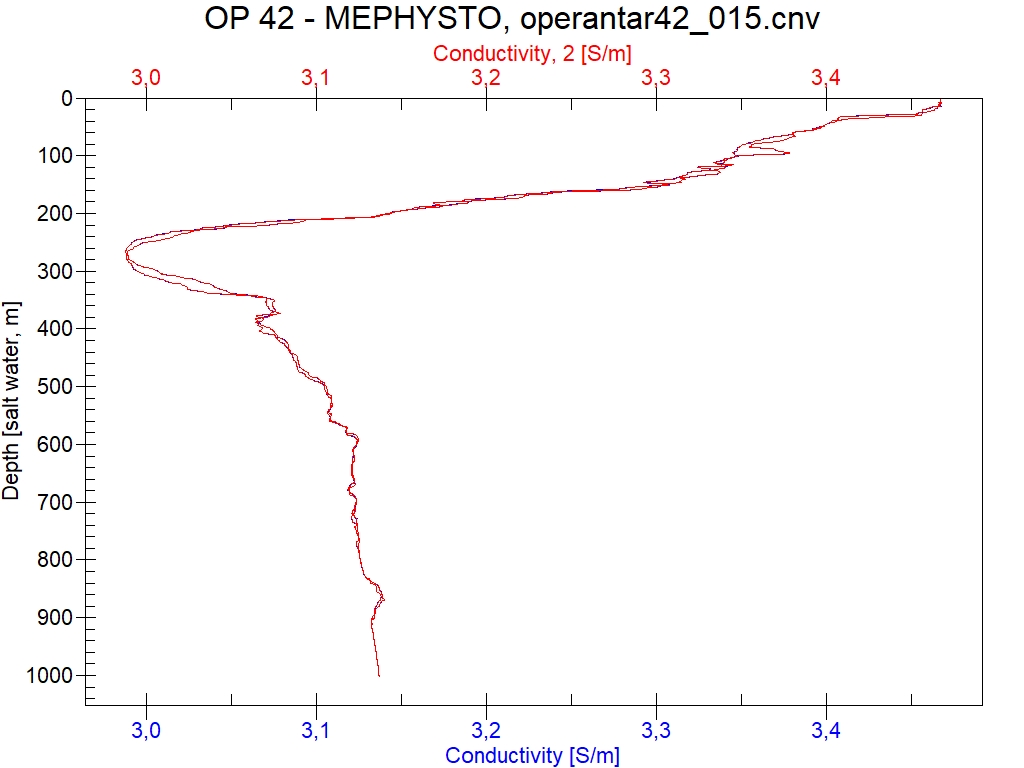 OP 42 - MEPHYSTO, operantar42_015.cnv
Conductivity, 2 [S/m]
3,0 3,1 3,2 3,3 3,4
0
100
200
300
400
500
600
700
800
900
1000
Depth [salt water, m]
3,0 3,1 3,2 3,3 3,4
Conductivity [S/m]